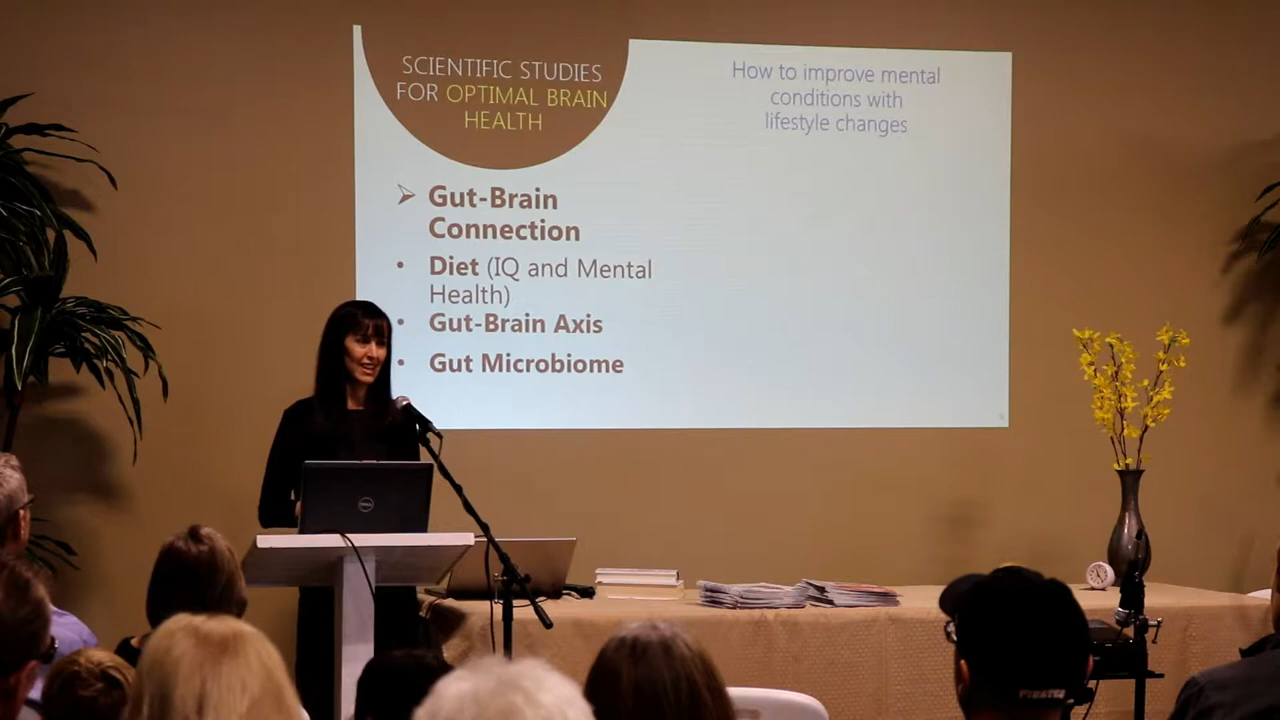 SCIENTIFIC STUDIES
FOR OPTIMAL BRAIN
HEALTH
How to improve mental
conditions with
lifestyle changes
Gut-Brain
Connection
Diet (IQ and Mental
Health)
Gut-Brain Axis
Gut Microbiome
DELL
PIRATES